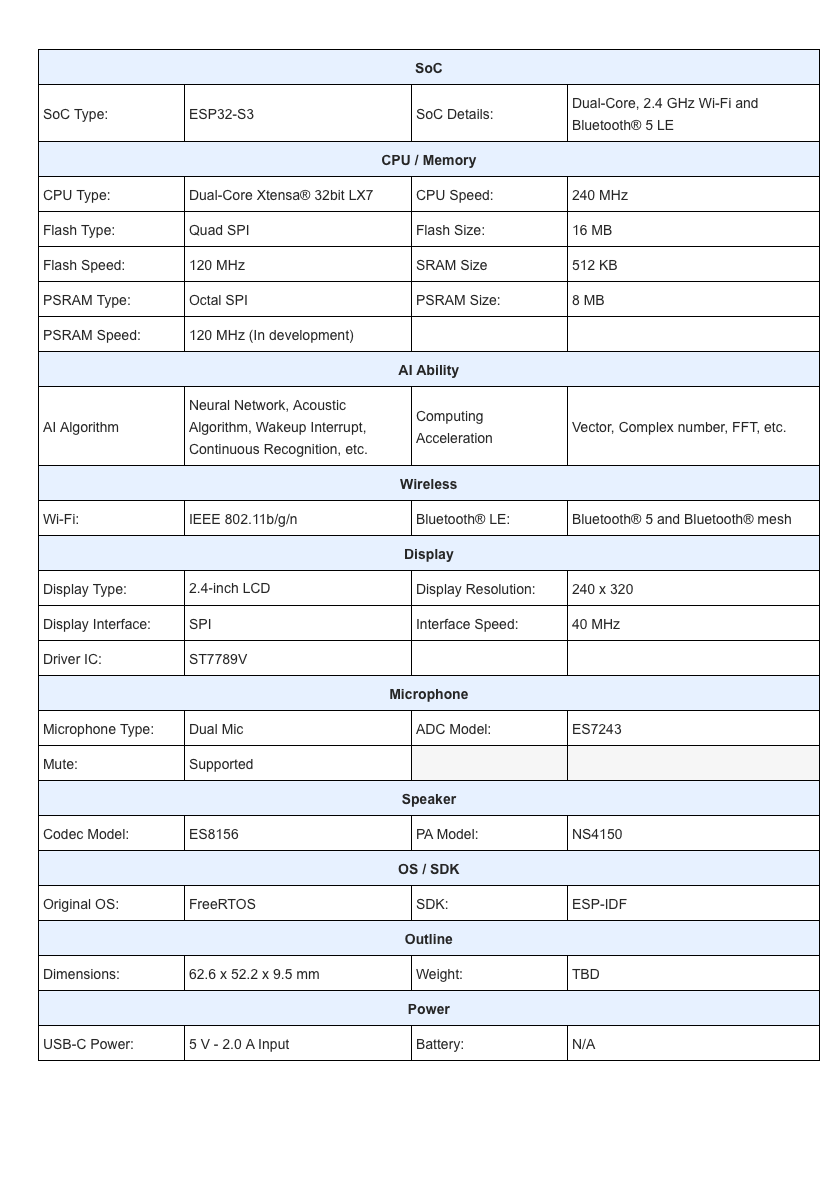 SoC
SoC Type: ESP32-S3 SoC Details: Dual-Core, 2.4 GHz Wi-Fi and
Bluetooth® 5 LE
CPU / Memory
CPU Type: Dual-Core Xtensa® 32bit LX7 CPU Speed: 240 MHz
Flash Type: Quad SPI Flash Size: 16 MB
Flash Speed: 120 MHz SRAM Size 512 KB
PSRAM Type: Octal SPI PSRAM Size: 8 MB
PSRAM Speed: 120 MHz (In development)
AI Ability
AI Algorithm Neural Network, Acoustic
Algorithm, Wakeup Interrupt,
Continuous Recognition, etc.
Computing
Acceleration
Vector, Complex number, FFT, etc.
Wireless
Wi-Fi: IEEE 802.11b/g/n Bluetooth® LE: Bluetooth® 5 and Bluetooth® mesh
Display
Display Type: 2.4-inch LCD Display Resolution: 240 x 320
Display Interface: SPI Interface Speed: 40 MHz
Driver IC: ST7789V
Microphone
Microphone Type: Dual Mic ADC Model: ES7243
Mute: Supported
Speaker
Codec Model: ES8156 PA Model: NS4150
OS / SDK
Original OS: FreeRTOS SDK: ESP-IDF
Outline
Dimensions: 62.6 x 52.2 x 9.5 mm Weight: TBD
Power
USB-C Power: 5 V - 2.0 A Input Battery: N/A